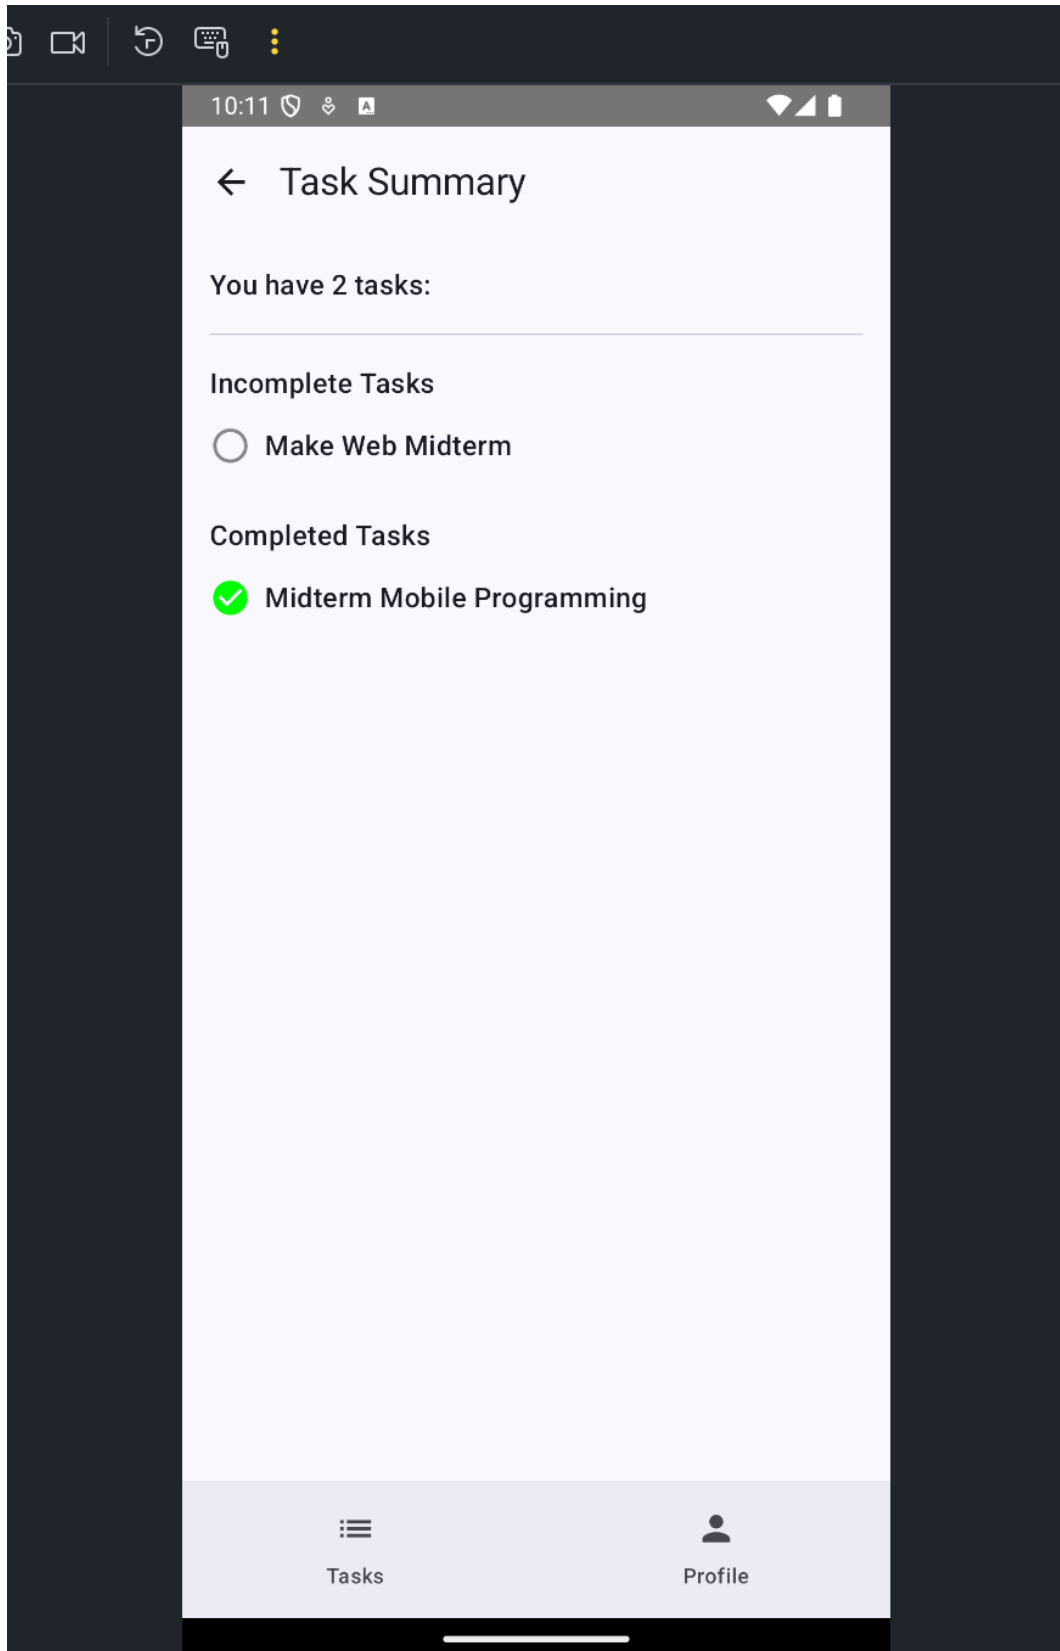 10:11
Task Summary
You have 2 tasks:
Incomplete Tasks
Make Web Midterm
Completed Tasks
Midterm Mobile Programming
Tasks
Profile